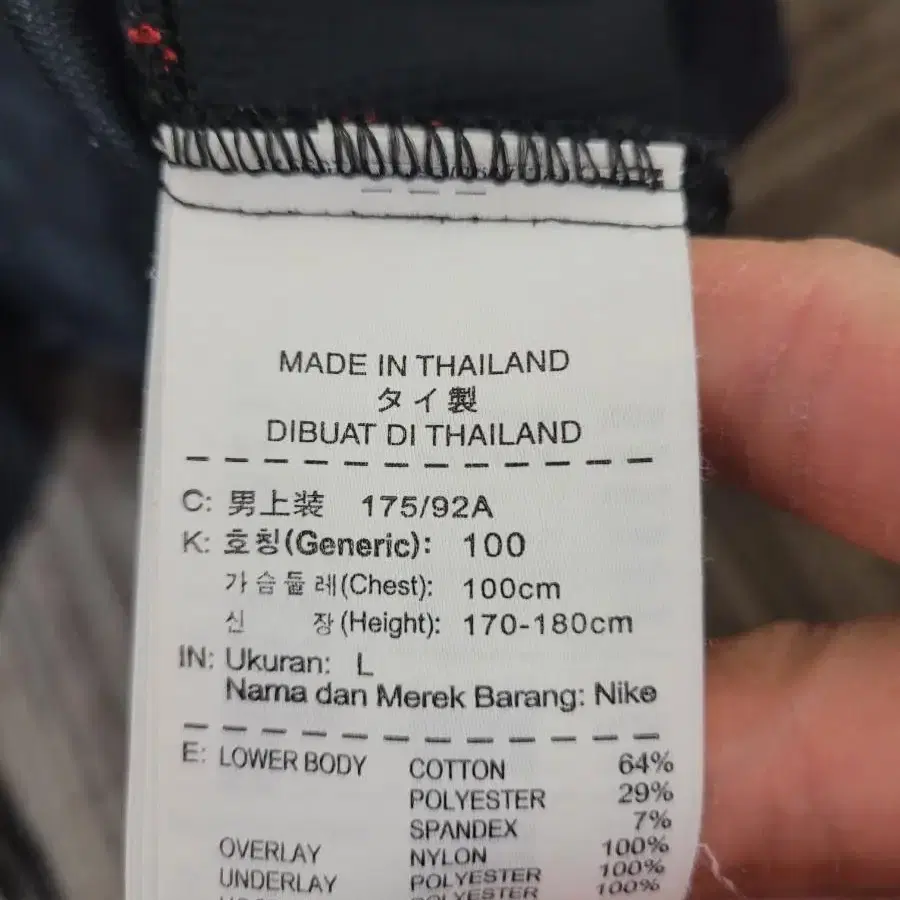 MADE IN THAILAND
タイ製
DIBUAT DI THAILAND
C: 男上装 175/92A
K: 호칭(Generic): 100
가슴둘레(Chest): 100cm
신 장(Height): 170-180cm
IN: Ukuran: L
Nama dan Merek Barang: Nike
E: LOWER BODY COTTON 64%
POLYESTER 29%
SPANDEX 7%
OVERLAY NYLON 100%
UNDERLAY POLYESTER 100%
POLYESTER 100%